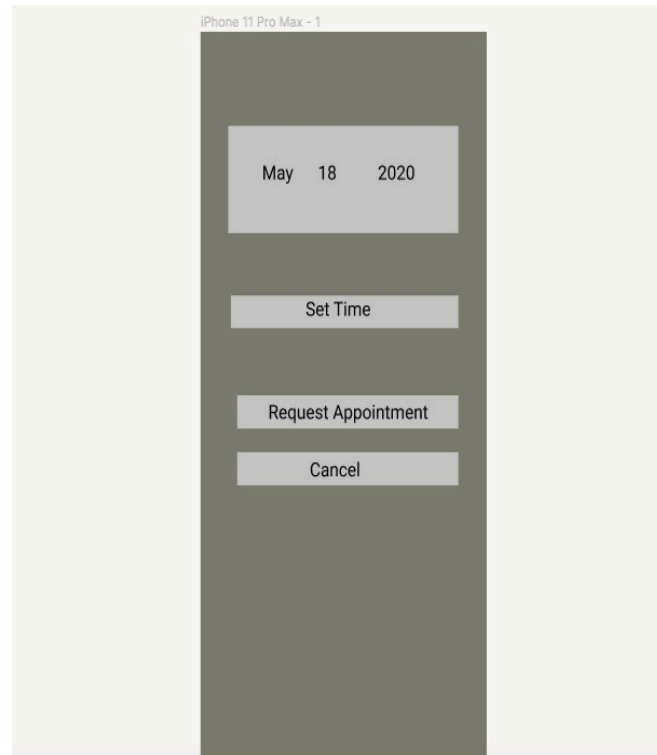 iPhone 11 Pro Max – 1
May 18 2020
Set Time
Request Appointment
Cancel